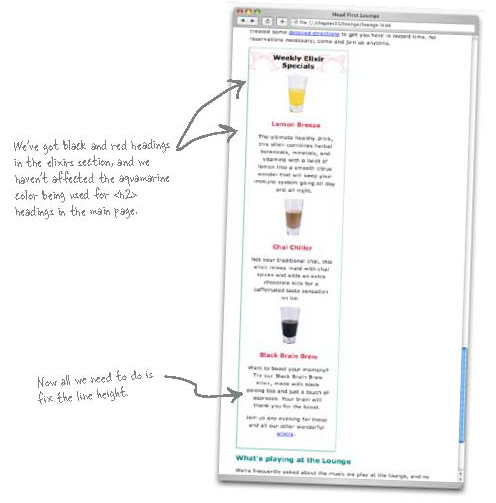 Head First Lounge
file:///chapter11/lounge/lounge.html
created some detailed directions to get you here in record time. No
reservations necessary; come and join us anytime.
Weekly Elixir
Specials
Lemon Breeze
The ultimate healthy drink,
this elixir combines herbal
botanicals, minerals, and
vitamins with a twist of
lemon into a smooth citrus
wonder that will keep your
immune system going all day
and all night.
We've got black and red headings
in the elixirs section, and we
haven't affected the aquamarine
color being used for <h2>
headings in the main page.
Chai Chiller
Not your traditional chai, this
elixir mixes maté with chai
spices and adds an extra
chocolate kick for a
caffeinated taste sensation
on ice.
Black Brain Brew
Want to boost your memory?
Try our Black Brain Brew
elixir, made with black
oolong tea and just a touch of
espresso. Your brain will
thank you for the boost.
Join us any evening for these
and all our other wonderful
elixirs.
Now all we need to do is
fix the line height.
What's playing at the Lounge
We're frequently asked about the music we play at the lounge, and no